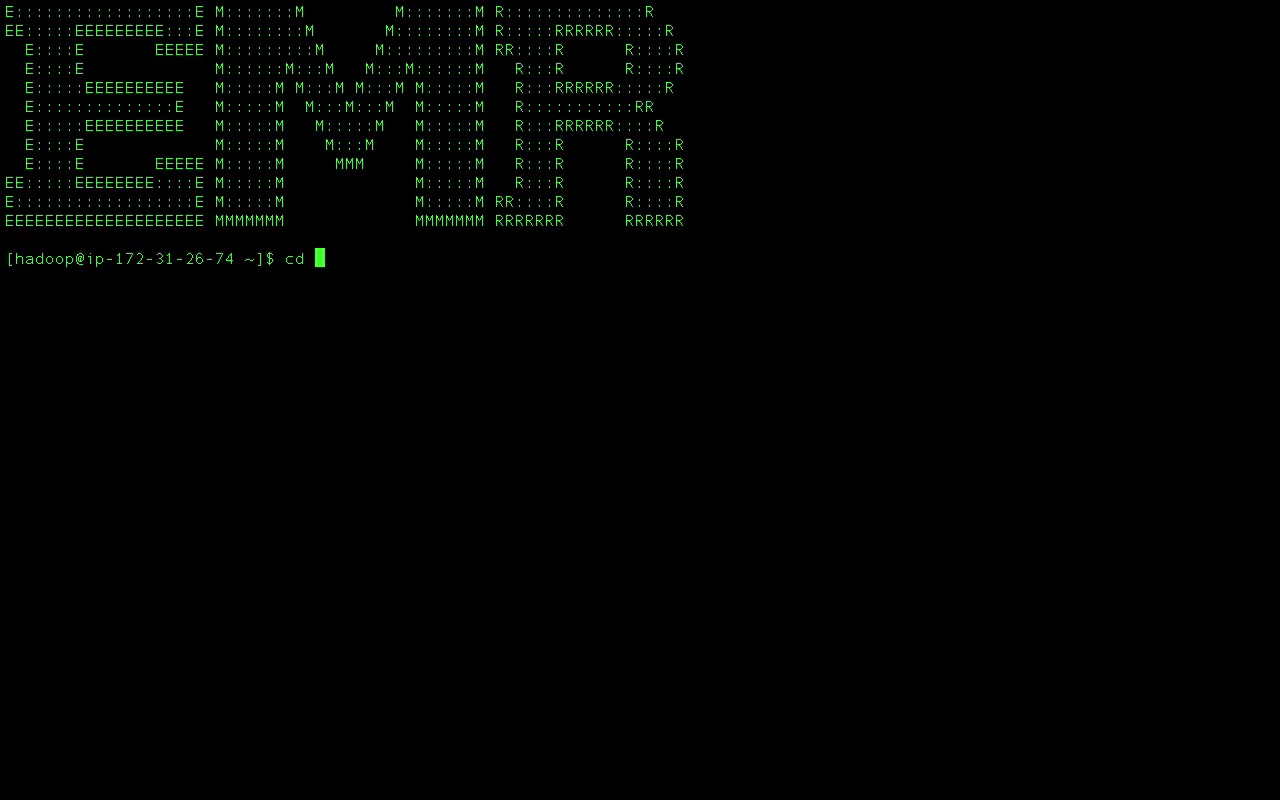 E::::::::::::::::::E M:::::::M         M:::::::M R::::::::::::::R
EE:::::EEEEEEEEE:::E M::::::::M       M::::::::M R:::::RRRRRR:::::R
  E::::E       EEEEE M:::::::::M     M:::::::::M RR::::R      R::::R
  E::::E             M::::::M:::M   M:::M::::::M   R:::R      R::::R
  E:::::EEEEEEEEEE   M:::::M M:::M M:::M M:::::M   R:::RRRRRR:::::R
  E::::::::::::::E   M:::::M  M:::M:::M  M:::::M   R:::::::::::RR
  E:::::EEEEEEEEEE   M:::::M   M:::::M   M:::::M   R:::RRRRRR::::R
  E::::E             M:::::M    M:::M    M:::::M   R:::R      R::::R
  E::::E       EEEEE M:::::M     MMM     M:::::M   R:::R      R::::R
EE:::::EEEEEEEE::::E M:::::M             M:::::M   R:::R      R::::R
E::::::::::::::::::E M:::::M             M:::::M RR::::R      R::::R
EEEEEEEEEEEEEEEEEEEE MMMMMMM             MMMMMMM RRRRRRR      RRRRRR
[hadoop@ip-172-31-26-74 ~]$ cd